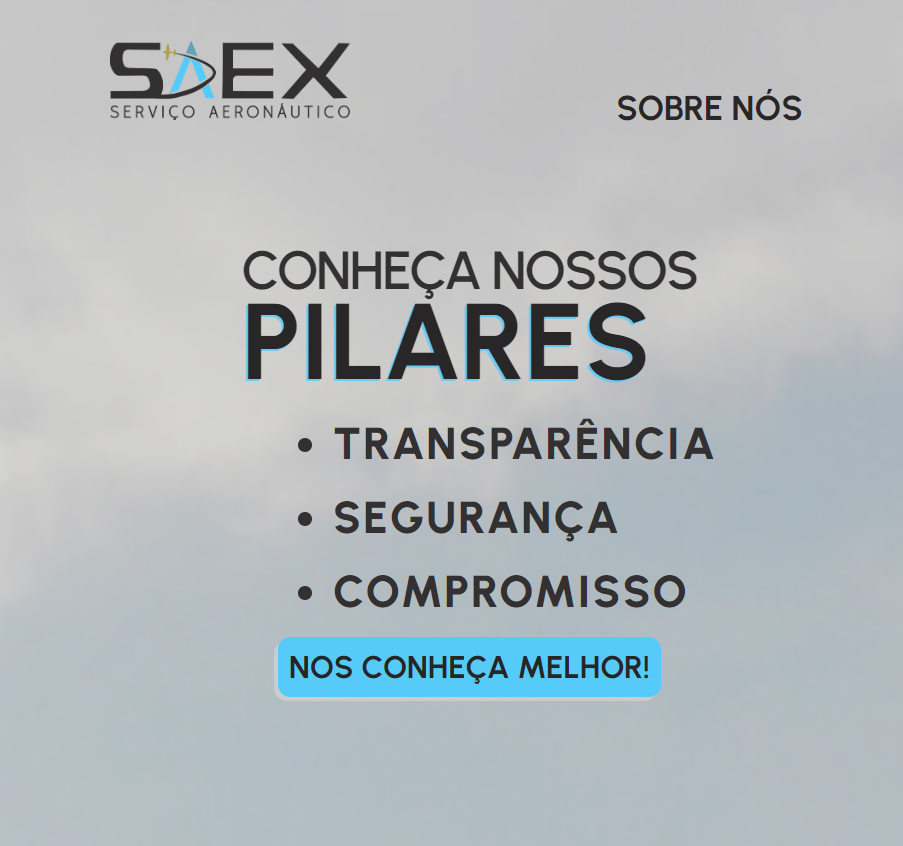 SAEX
SERVIÇO AERONÁUTICO
SOBRE NÓS
CONHEÇA NOSSOS
PILARES
• TRANSPARÊNCIA
• SEGURANÇA
• COMPROMISSO
NOS CONHEÇA MELHOR!